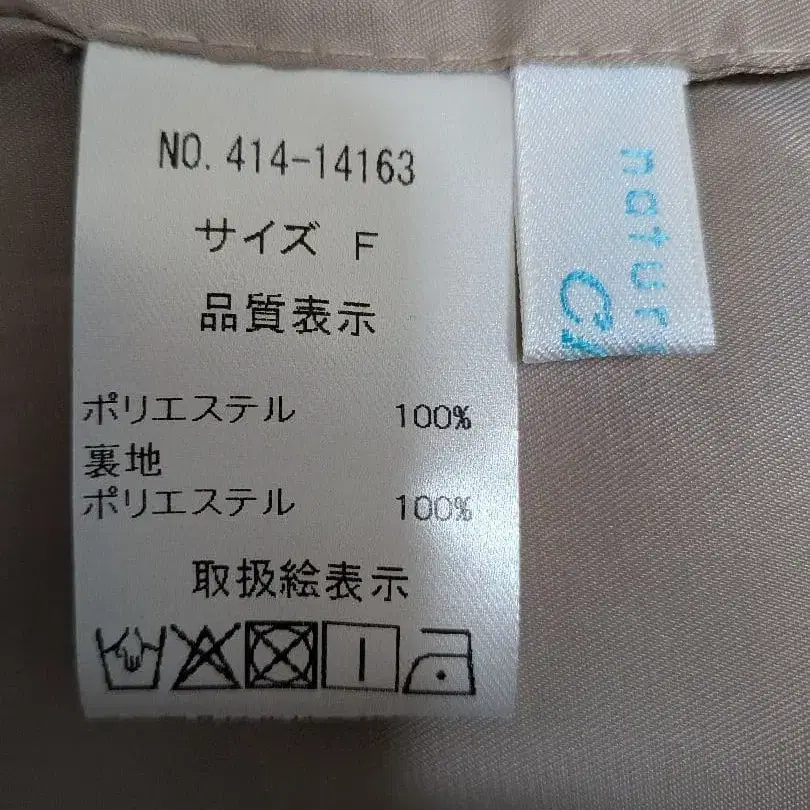 NO. 414-14163
サイズ F
品質表示
ポリエステル 100%
裏地
ポリエステル 100%
取扱絵表示